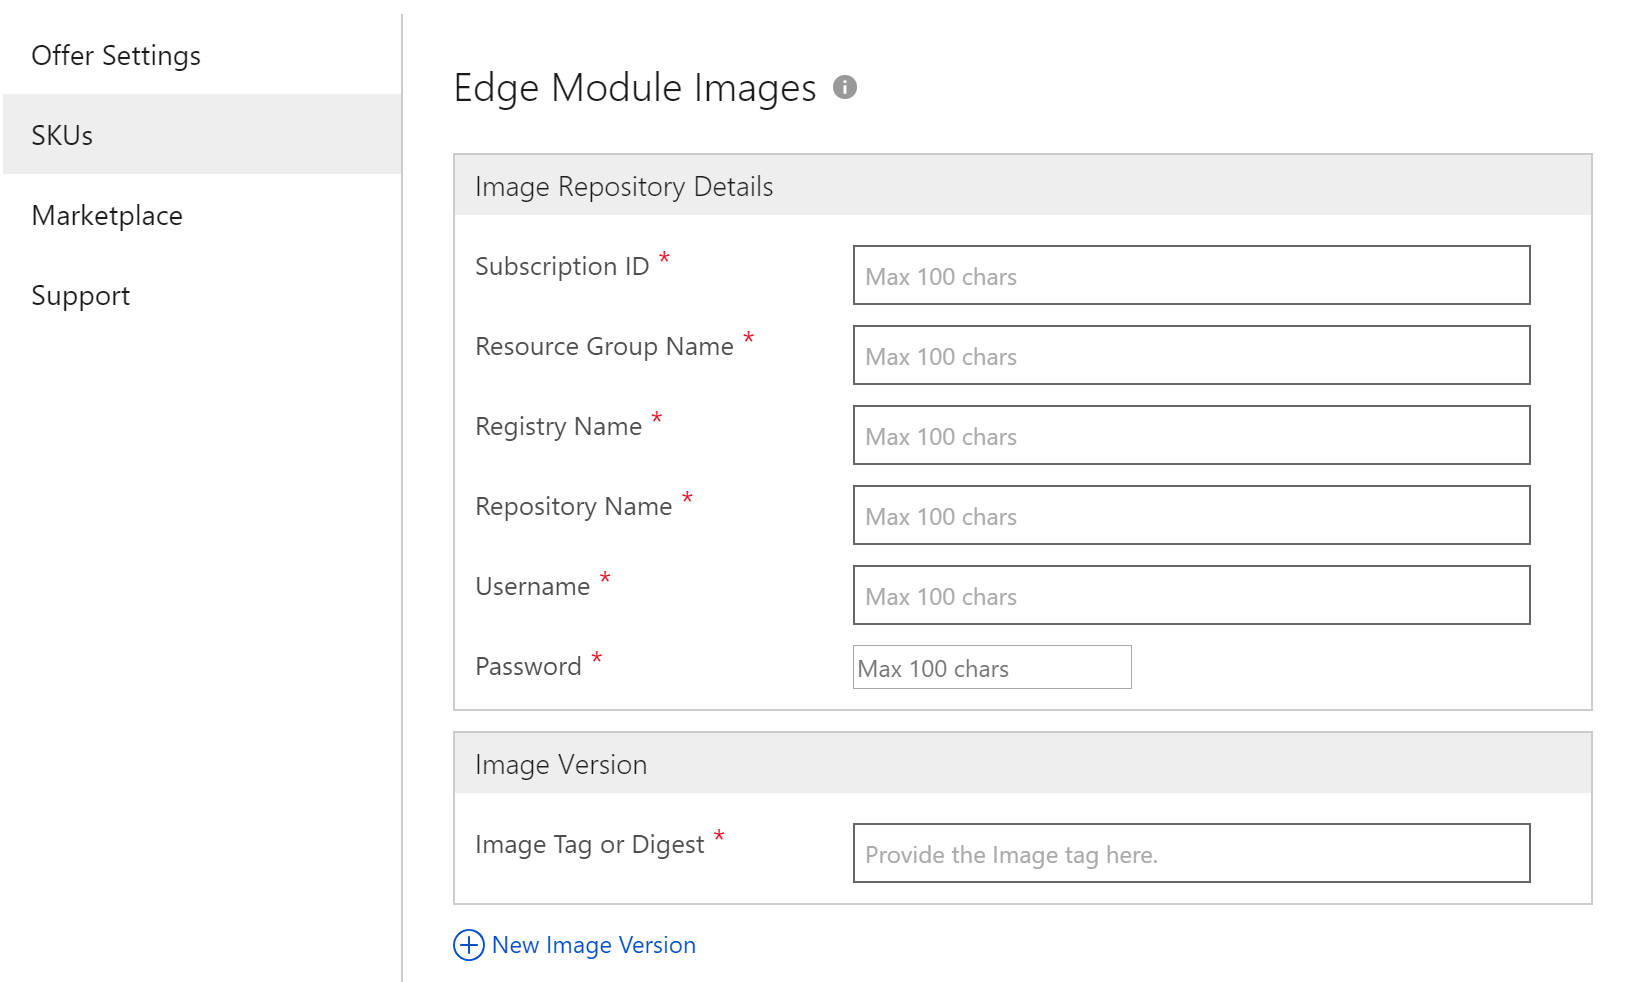 Offer Settings
SKUs
Marketplace
Support
Edge Module Images
Image Repository Details
Subscription ID * Max 100 chars
Resource Group Name * Max 100 chars
Registry Name * Max 100 chars
Repository Name * Max 100 chars
Username * Max 100 chars
Password * Max 100 chars
Image Version
Image Tag or Digest * Provide the Image tag here.
New Image Version